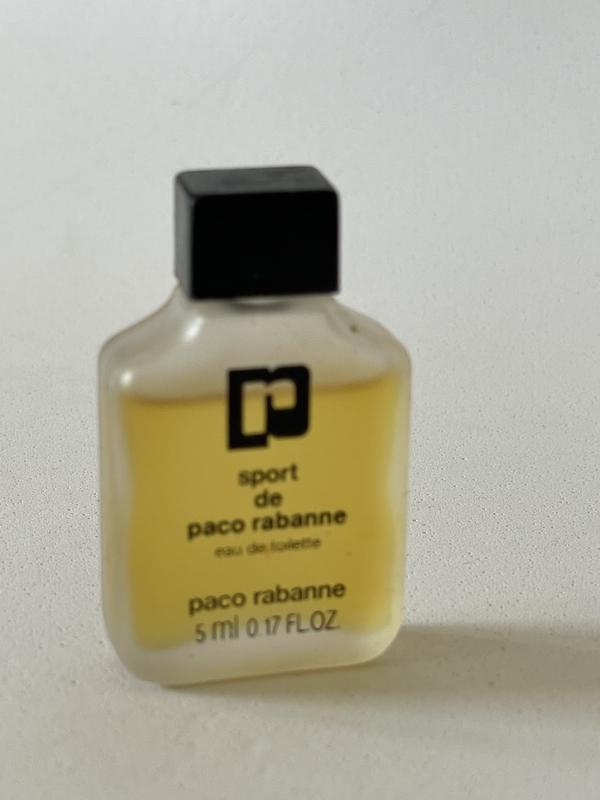 sport
de
paco rabanne
eau de toilette
paco rabanne
5 ml 0.17 FL.OZ.